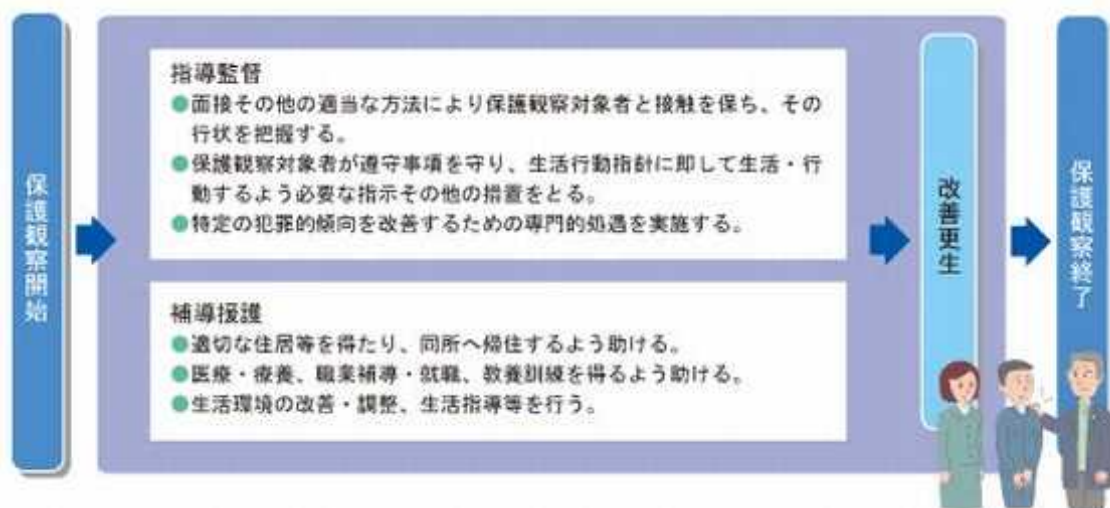 保護観察開始
指導監督
●面接その他の適当な方法により保護観察対象者と接触を保ち、その
行状を把握する。
●保護観察対象者が遵守事項を守り、生活行動指針に即して生活・行
動するよう必要な指示その他の措置をとる。
●特定の犯罪的傾向を改善するための専門的処遇を実施する。
補導援護
●適切な住居等を得たり、同所へ帰住するよう助ける。
●医療・療養、職業補導・就職、教養訓練を得るよう助ける。
●生活環境の改善・調整、生活指導等を行う。
改善更生
保護観察終了